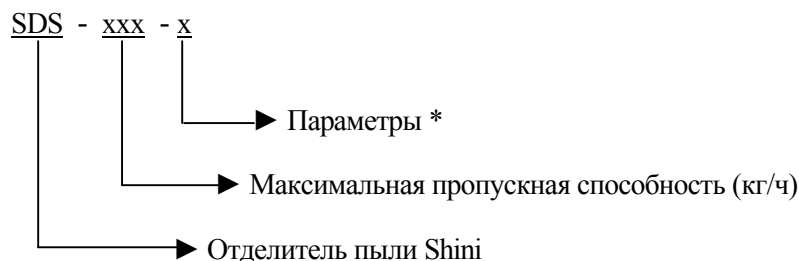 SDS - xxx - x
Параметры *
Максимальная пропускная способность (кг/ч)
Отделитель пыли Shini